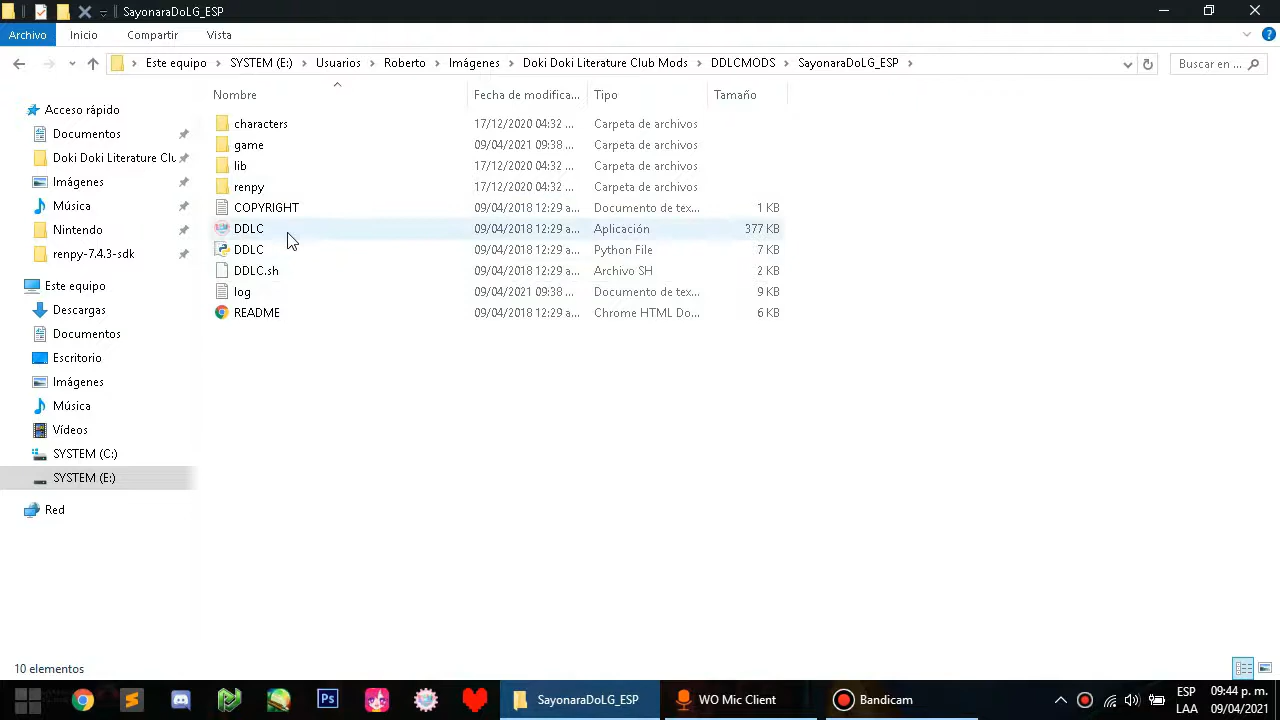 SayonaraDoLG_ESP
Archivo Inicio Compartir Vista
Este equipo SYSTEM (E:) Usuarios Roberto Imágenes Doki Doki Literature Club Mods DDLCMODS SayonaraDoLG_ESP Buscar en ...
Nombre Fecha de modifica... Tipo Tamaño
Acceso rápido
Documentos
Doki Doki Literature Clu
Imágenes
Música
Nintendo
renpy-7.4.3-sdk
Este equipo
Descargas
Documentos
Escritorio
Imágenes
Música
Vídeos
SYSTEM (C:)
SYSTEM (E:)
Red
characters 17/12/2020 04:32 ... Carpeta de archivos
game 09/04/2021 09:38 ... Carpeta de archivos
lib 17/12/2020 04:32 ... Carpeta de archivos
renpy 17/12/2020 04:32 ... Carpeta de archivos
COPYRIGHT 09/04/2018 12:29 a... Documento de tex... 1 KB
DDLC 09/04/2018 12:29 a... Aplicación 377 KB
DDLC 09/04/2018 12:29 a... Python File 7 KB
DDLC.sh 09/04/2018 12:29 a... Archivo SH 2 KB
log 09/04/2021 09:38 ... Documento de tex... 9 KB
README 09/04/2018 12:29 a... Chrome HTML Do... 6 KB
10 elementos
Ps
SayonaraDoLG_ESP WO Mic Client Bandicam
ESP 09:44 p. m.
LAA 09/04/2021